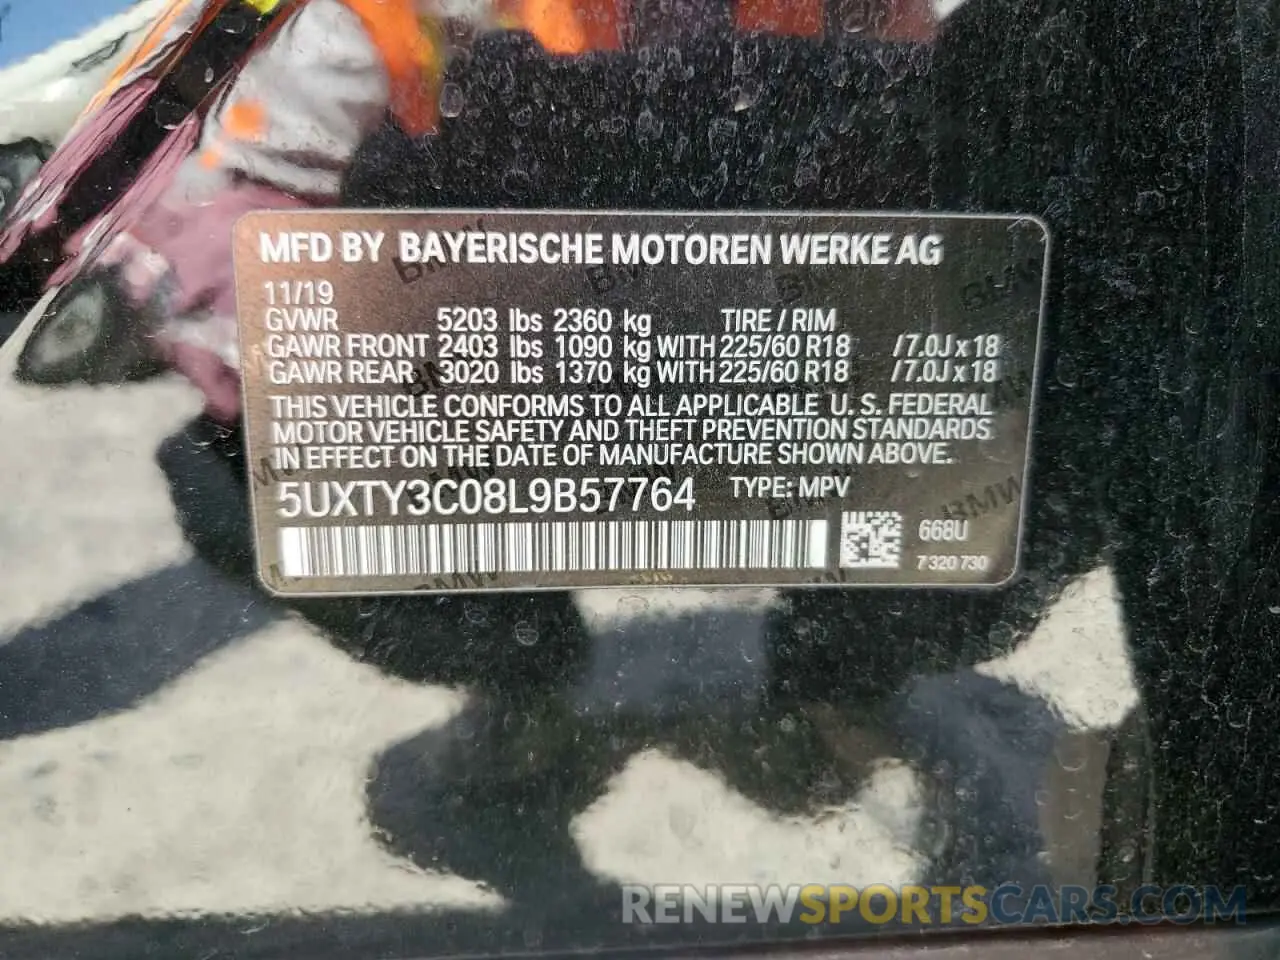 MFD BY BAYERISCHE MOTOREN WERKE AG
11/19
GVWR 5203 lbs 2360 kg TIRE / RIM
GAWR FRONT 2403 lbs 1090 kg WITH 225/60 R18 /7.0J x 18
GAWR REAR 3020 lbs 1370 kg WITH 225/60 R18 /7.0J x 18
THIS VEHICLE CONFORMS TO ALL APPLICABLE U. S. FEDERAL
MOTOR VEHICLE SAFETY AND THEFT PREVENTION STANDARDS
IN EFFECT ON THE DATE OF MANUFACTURE SHOWN ABOVE.
5UXTY3C08L9B57764 TYPE: MPV
668U
7 320 730
RENEWSPORTSCARS.COM